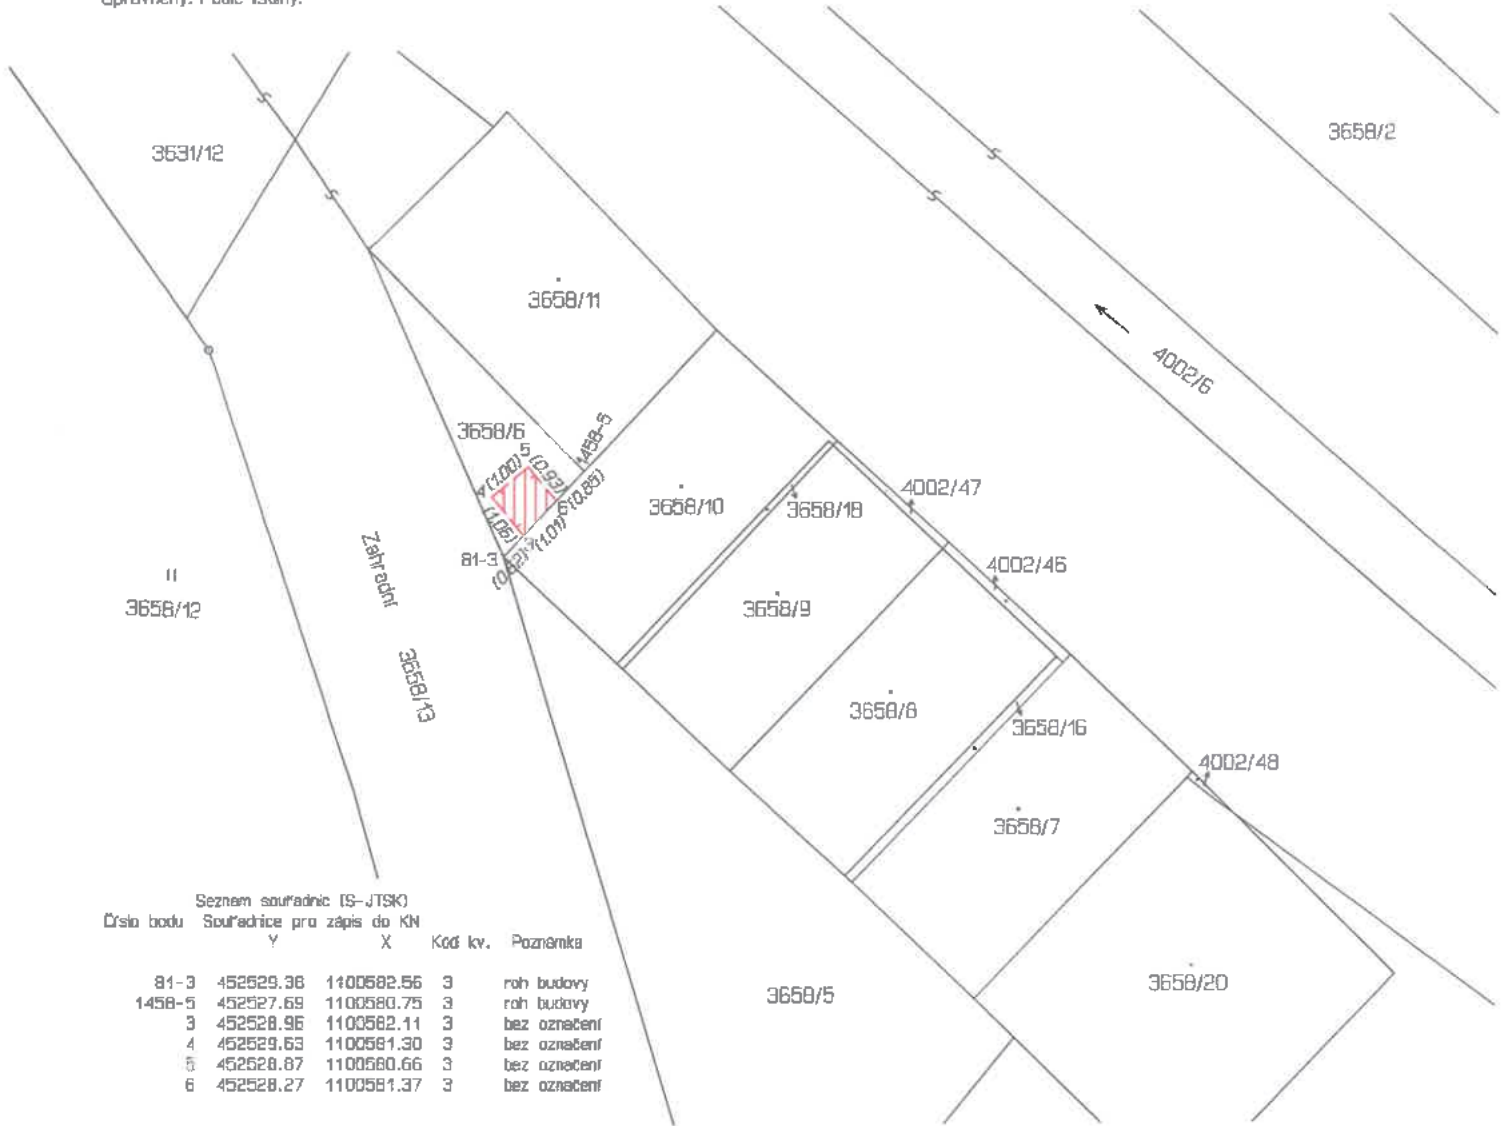 3658/2
3631/12
3658/11
4002/6
3658/6
1458-5
5
(1.00)
(0.93)
4
6(0.85)
(1.06)
(1.01)
3658/10
3658/18
4002/47
81-3
4002/46
Zahradní
3658/13
II
3658/12
3658/9
3658/8
3658/16
4002/48
3658/7
3658/20
3658/5
Seznam souřadnic (S-JTSK)
Číslo bodu Souřadnice pro zápis do KN
Y X Kód kv. Poznámka
81-3 452529.38 1100582.56 3 roh budovy
1458-5 452527.69 1100580.75 3 roh budovy
3 452528.96 1100582.11 3 bez označení
4 452529.63 1100581.30 3 bez označení
5 452528.87 1100580.66 3 bez označení
6 452528.27 1100581.37 3 bez označení